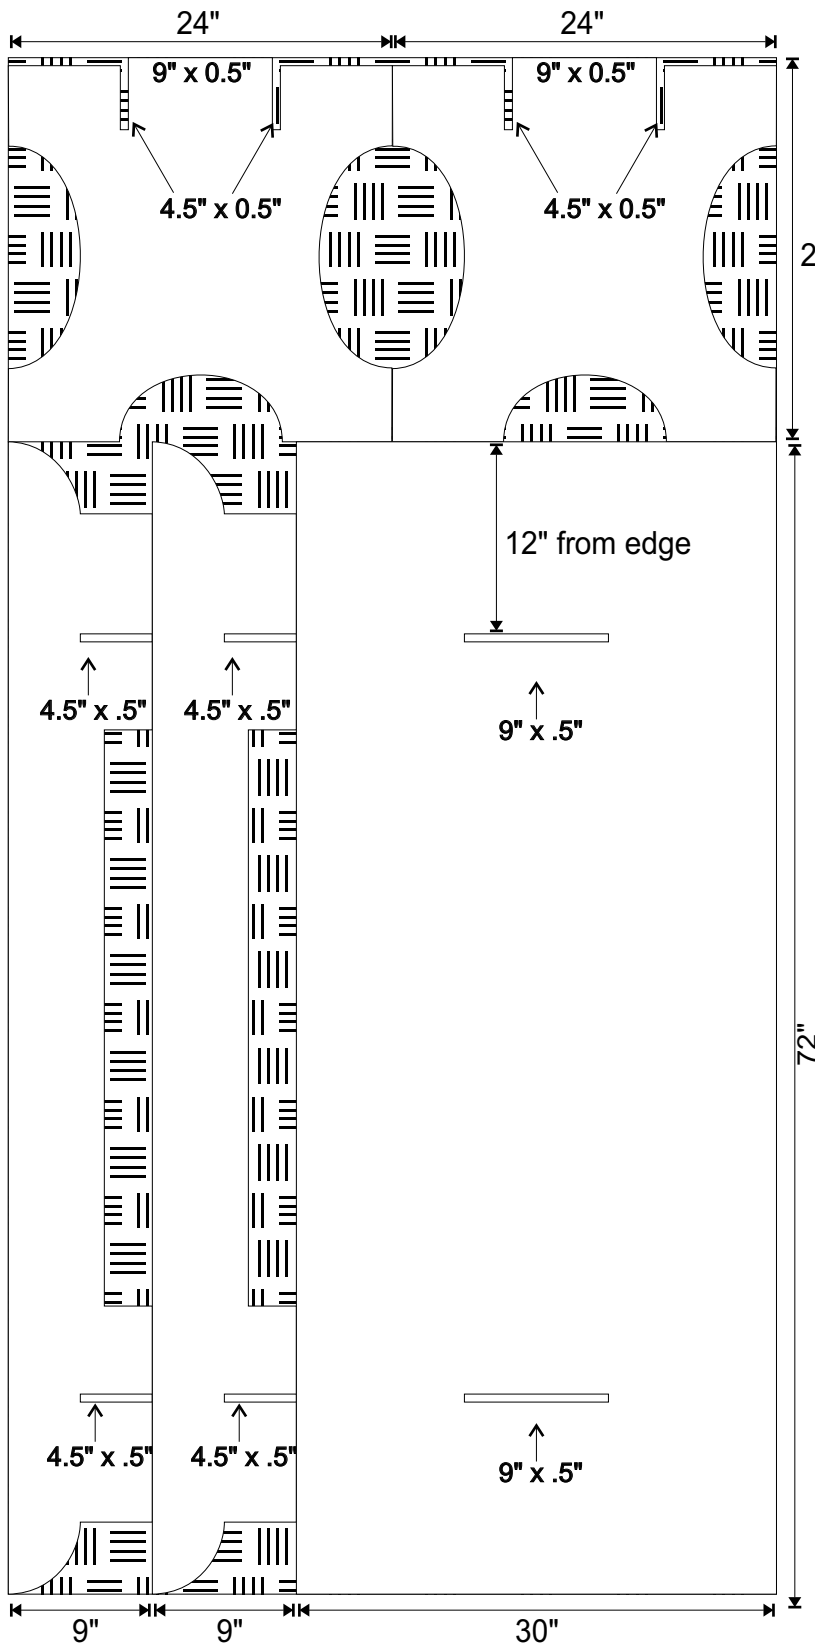 24" 24"
9" x 0.5" 9" x 0.5"
4.5" x 0.5" 4.5" x 0.5"
2
12" from edge
4.5" x .5" 4.5" x .5"
9" x .5"
72"
4.5" x .5" 4.5" x .5"
9" x .5"
9" 9" 30"